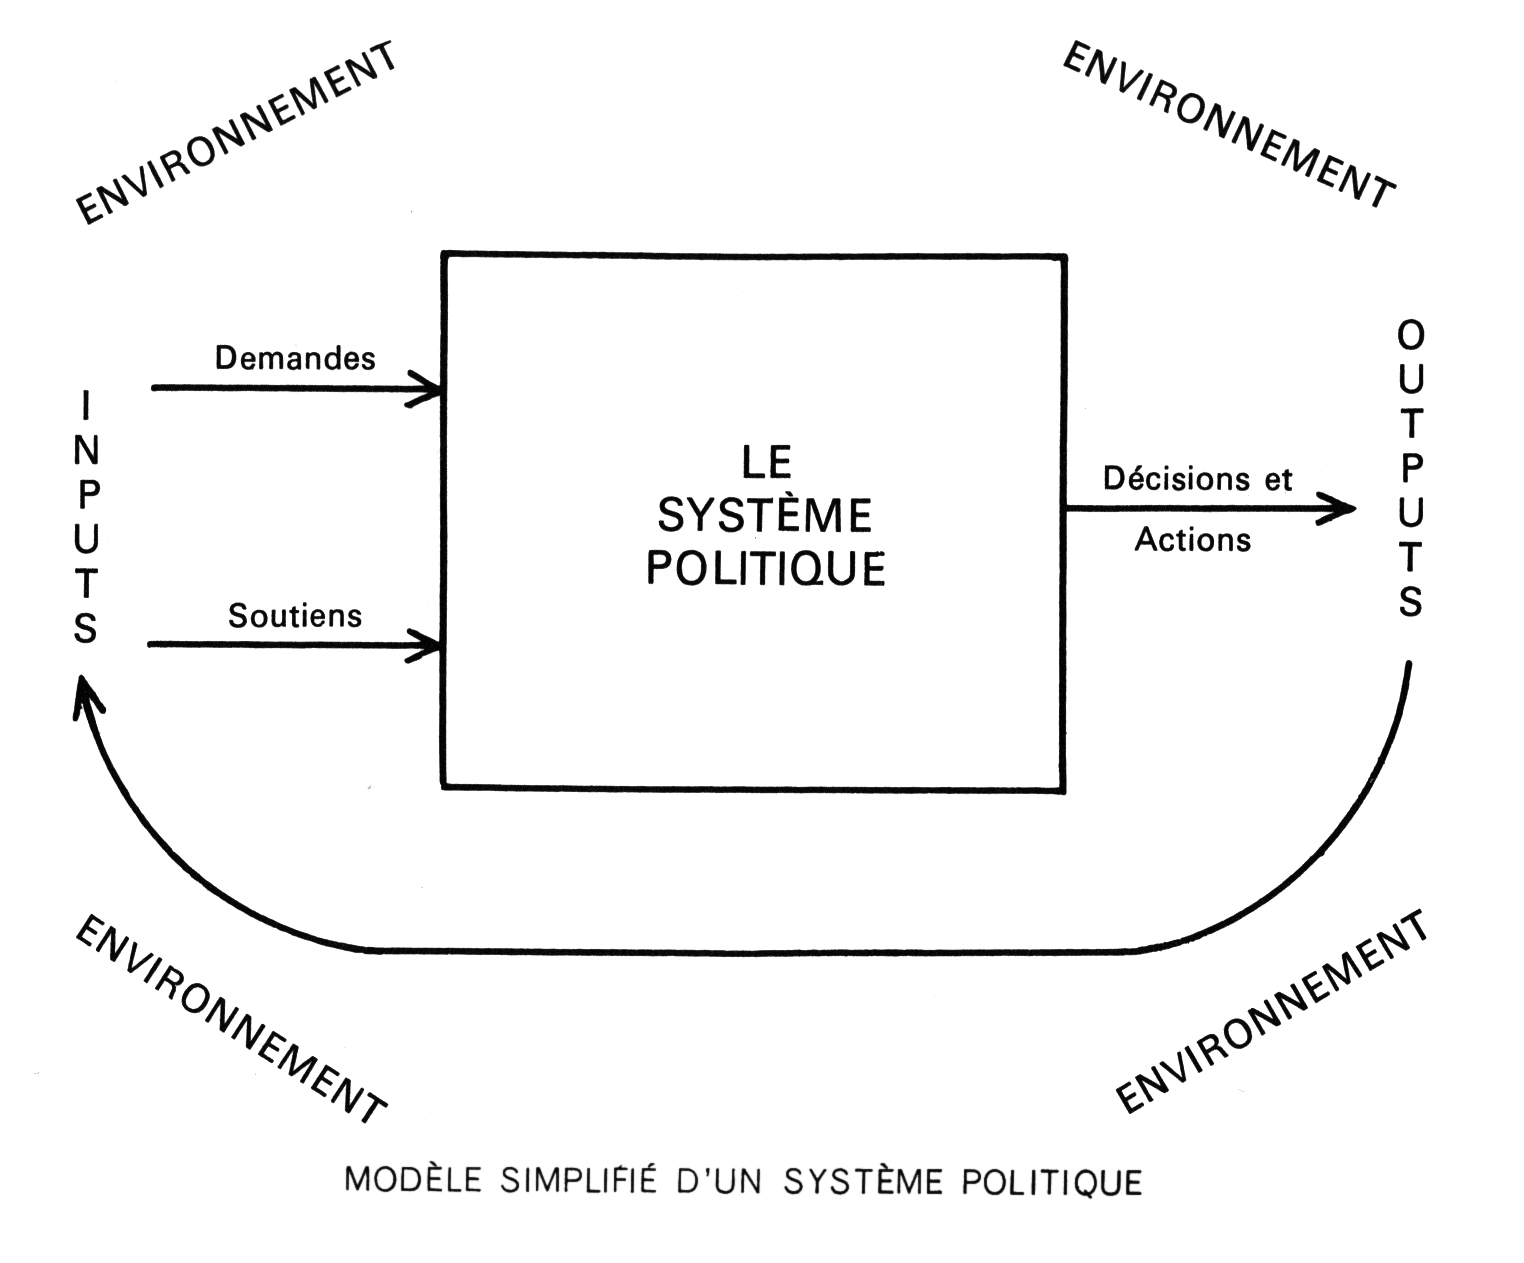 ENVIRONNEMENT
ENVIRONNEMENT
INPUTS
Demandes
Soutiens
LE
SYSTÈME
POLITIQUE
Décisions et
Actions
OUTPUTS
ENVIRONNEMENT
ENVIRONNEMENT
MODÈLE SIMPLIFIÉ D'UN SYSTÈME POLITIQUE